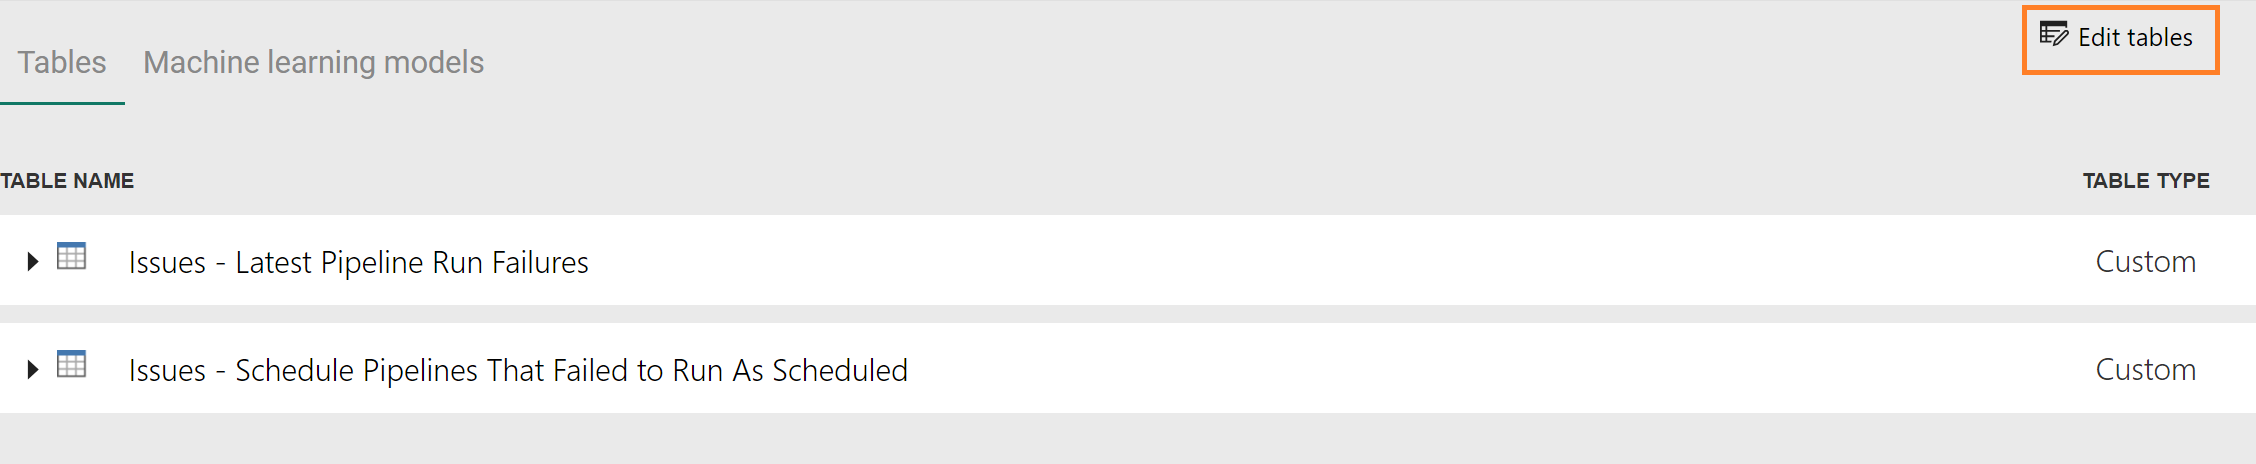 Tables Machine learning models Edit tables
TABLE NAME TABLE TYPE
Issues - Latest Pipeline Run Failures Custom
Issues - Schedule Pipelines That Failed to Run As Scheduled Custom